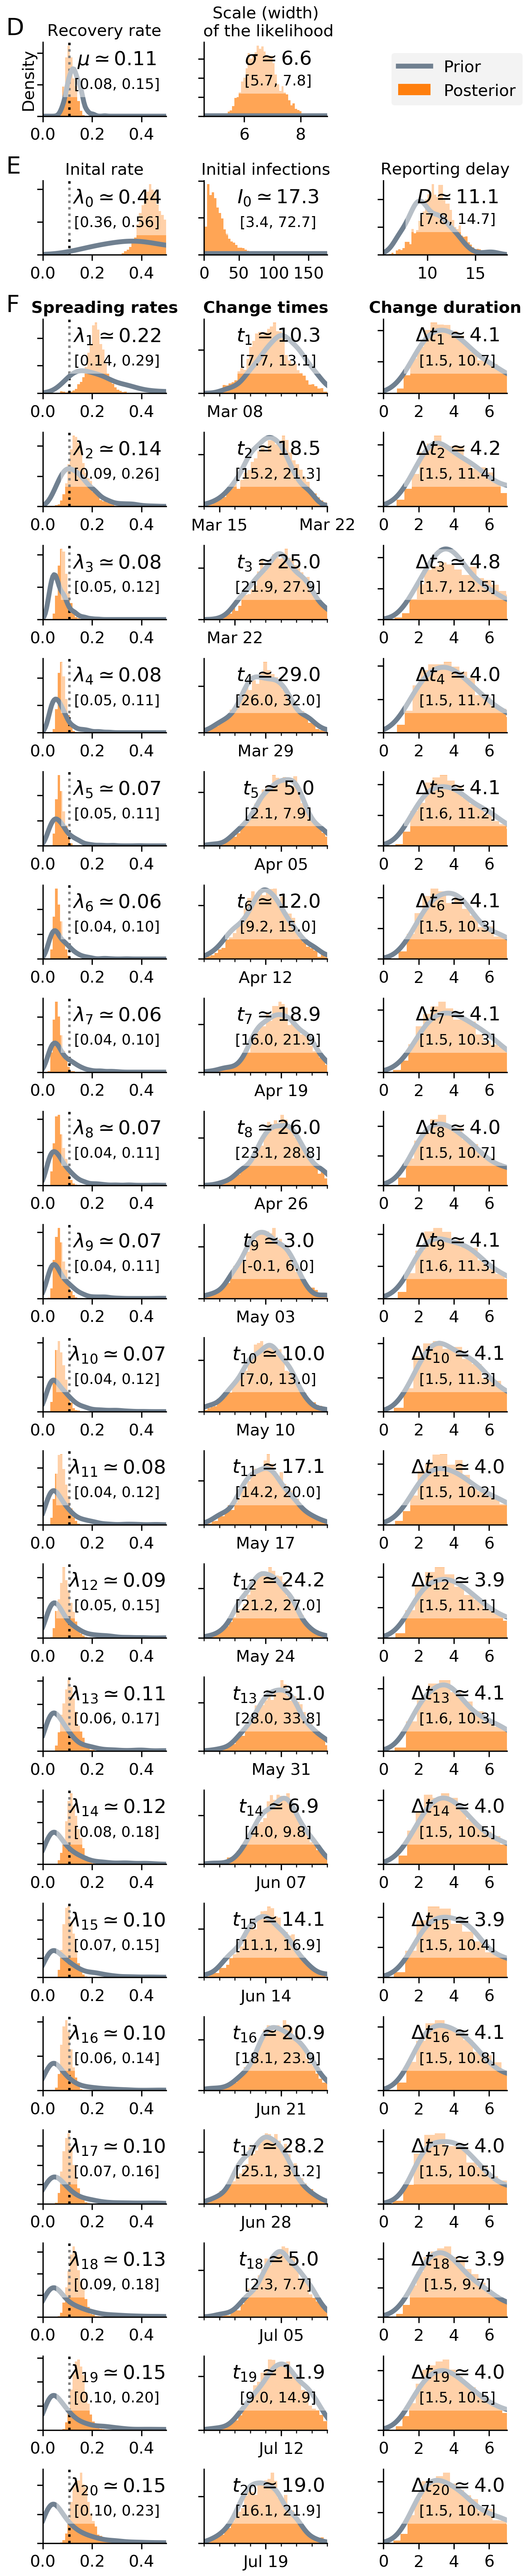 D
Recovery rate
Scale (width)
of the likelihood
Density
μ ≃ 0.11
[0.08, 0.15]
σ ≃ 6.6
[5.7, 7.8]
Prior
Posterior
0.0 0.2 0.4
6 8
E
Inital rate
Initial infections
Reporting delay
λ0 ≃ 0.44
[0.36, 0.56]
I0 ≃ 17.3
[3.4, 72.7]
D ≃ 11.1
[7.8, 14.7]
0.0 0.2 0.4
0 50 100 150
10 15
F
Spreading rates
Change times
Change duration
λ1 ≃ 0.22
[0.14, 0.29]
t1 ≃ 10.3
[7.7, 13.1]
Δt1 ≃ 4.1
[1.5, 10.7]
0.0 0.2 0.4
Mar 08
0 2 4 6
λ2 ≃ 0.14
[0.09, 0.26]
t2 ≃ 18.5
[15.2, 21.3]
Δt2 ≃ 4.2
[1.5, 11.4]
0.0 0.2 0.4
Mar 15 Mar 22
0 2 4 6
λ3 ≃ 0.08
[0.05, 0.12]
t3 ≃ 25.0
[21.9, 27.9]
Δt3 ≃ 4.8
[1.7, 12.5]
0.0 0.2 0.4
Mar 22
0 2 4 6
λ4 ≃ 0.08
[0.05, 0.11]
t4 ≃ 29.0
[26.0, 32.0]
Δt4 ≃ 4.0
[1.5, 11.7]
0.0 0.2 0.4
Mar 29
0 2 4 6
λ5 ≃ 0.07
[0.05, 0.11]
t5 ≃ 5.0
[2.1, 7.9]
Δt5 ≃ 4.1
[1.6, 11.2]
0.0 0.2 0.4
Apr 05
0 2 4 6
λ6 ≃ 0.06
[0.04, 0.10]
t6 ≃ 12.0
[9.2, 15.0]
Δt6 ≃ 4.1
[1.5, 10.3]
0.0 0.2 0.4
Apr 12
0 2 4 6
λ7 ≃ 0.06
[0.04, 0.10]
t7 ≃ 18.9
[16.0, 21.9]
Δt7 ≃ 4.1
[1.5, 10.3]
0.0 0.2 0.4
Apr 19
0 2 4 6
λ8 ≃ 0.07
[0.04, 0.11]
t8 ≃ 26.0
[23.1, 28.8]
Δt8 ≃ 4.0
[1.5, 10.7]
0.0 0.2 0.4
Apr 26
0 2 4 6
λ9 ≃ 0.07
[0.04, 0.11]
t9 ≃ 3.0
[-0.1, 6.0]
Δt9 ≃ 4.1
[1.6, 11.3]
0.0 0.2 0.4
May 03
0 2 4 6
λ10 ≃ 0.07
[0.04, 0.12]
t10 ≃ 10.0
[7.0, 13.0]
Δt10 ≃ 4.1
[1.5, 11.3]
0.0 0.2 0.4
May 10
0 2 4 6
λ11 ≃ 0.08
[0.04, 0.12]
t11 ≃ 17.1
[14.2, 20.0]
Δt11 ≃ 4.0
[1.5, 10.2]
0.0 0.2 0.4
May 17
0 2 4 6
λ12 ≃ 0.09
[0.05, 0.15]
t12 ≃ 24.2
[21.2, 27.0]
Δt12 ≃ 3.9
[1.5, 11.1]
0.0 0.2 0.4
May 24
0 2 4 6
λ13 ≃ 0.11
[0.06, 0.17]
t13 ≃ 31.0
[28.0, 33.8]
Δt13 ≃ 4.1
[1.6, 10.3]
0.0 0.2 0.4
May 31
0 2 4 6
λ14 ≃ 0.12
[0.08, 0.18]
t14 ≃ 6.9
[4.0, 9.8]
Δt14 ≃ 4.0
[1.5, 10.5]
0.0 0.2 0.4
Jun 07
0 2 4 6
λ15 ≃ 0.10
[0.07, 0.15]
t15 ≃ 14.1
[11.1, 16.9]
Δt15 ≃ 3.9
[1.5, 10.4]
0.0 0.2 0.4
Jun 14
0 2 4 6
λ16 ≃ 0.10
[0.06, 0.14]
t16 ≃ 20.9
[18.1, 23.9]
Δt16 ≃ 4.1
[1.5, 10.8]
0.0 0.2 0.4
Jun 21
0 2 4 6
λ17 ≃ 0.10
[0.07, 0.16]
t17 ≃ 28.2
[25.1, 31.2]
Δt17 ≃ 4.0
[1.5, 10.5]
0.0 0.2 0.4
Jun 28
0 2 4 6
λ18 ≃ 0.13
[0.09, 0.18]
t18 ≃ 5.0
[2.3, 7.7]
Δt18 ≃ 3.9
[1.5, 9.7]
0.0 0.2 0.4
Jul 05
0 2 4 6
λ19 ≃ 0.15
[0.10, 0.20]
t19 ≃ 11.9
[9.0, 14.9]
Δt19 ≃ 4.0
[1.5, 10.5]
0.0 0.2 0.4
Jul 12
0 2 4 6
λ20 ≃ 0.15
[0.10, 0.23]
t20 ≃ 19.0
[16.1, 21.9]
Δt20 ≃ 4.0
[1.5, 10.7]
0.0 0.2 0.4
Jul 19
0 2 4 6